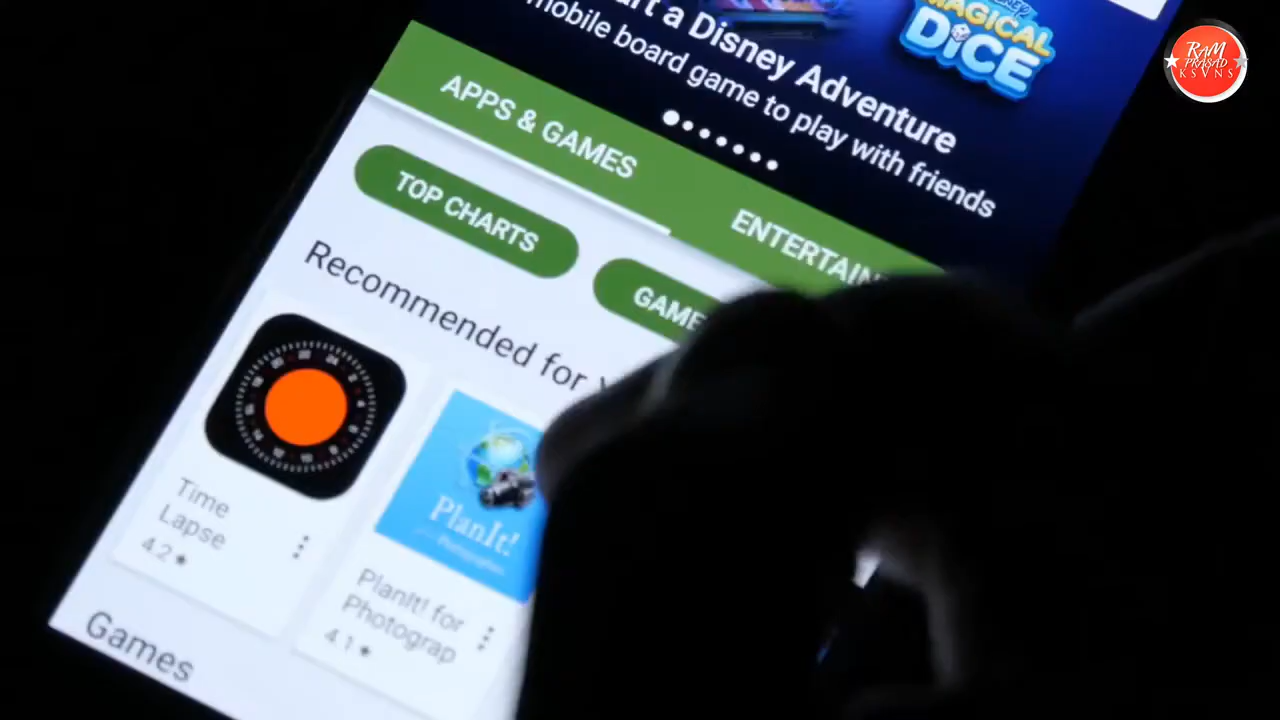 RAM
PRASAD
KSVNS
MAGICAL
DICE
art a Disney Adventure
mobile board game to play with friends
APPS & GAMES
ENTERTAIN
TOP CHARTS
GAME
Recommended for
Time
Lapse
4.2
PlanIt!
PlanIt! for
Photograp
4.1
Games